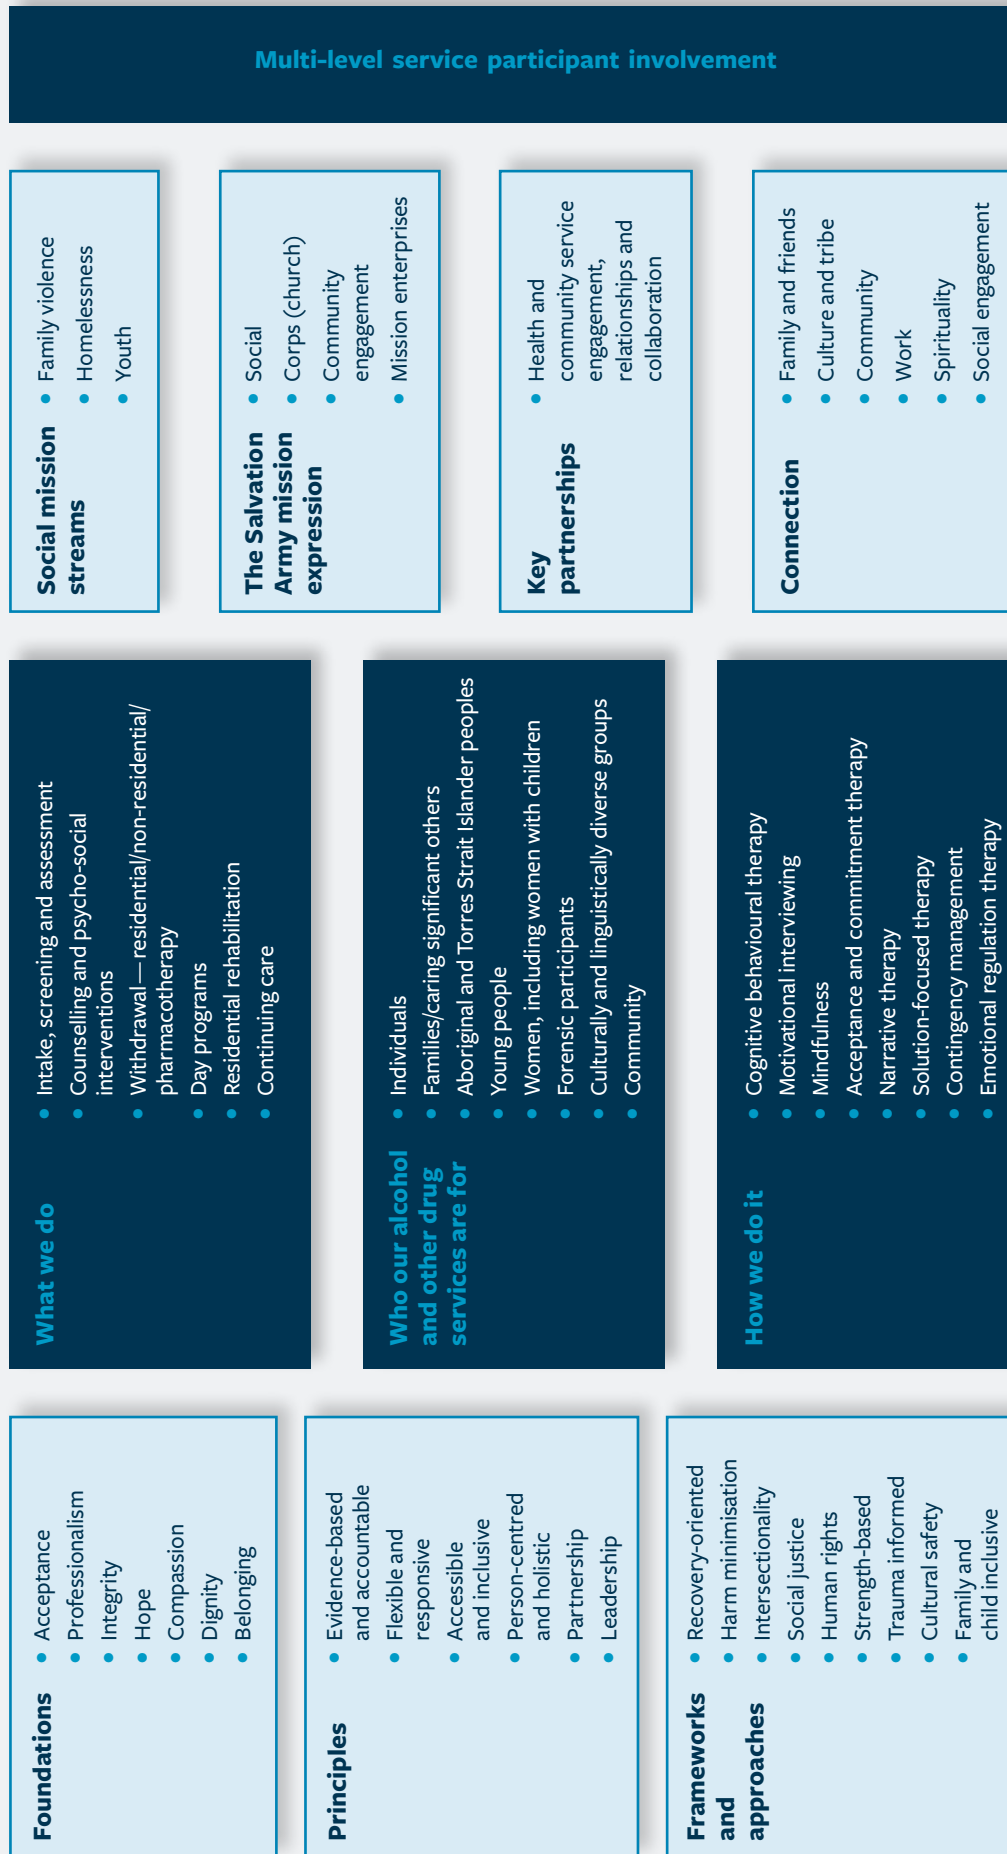 Multi-level service participant involvement
Foundations
Acceptance
Professionalism
Integrity
Hope
Compassion
Dignity
Belonging
Principles
Evidence-based
and accountable
Flexible and
responsive
Accessible
and inclusive
Person-centred
and holistic
Partnership
Leadership
Frameworks
and
approaches
Recovery-oriented
Harm minimisation
Intersectionality
Social justice
Human rights
Strength-based
Trauma informed
Cultural safety
Family and
child inclusive
What we do
Intake, screening and assessment
Counselling and psycho-social
interventions
Withdrawal — residential/non-residential/
pharmacotherapy
Day programs
Residential rehabilitation
Continuing care
Who our alcohol
and other drug
services are for
Individuals
Families/caring significant others
Aboriginal and Torres Strait Islander peoples
Young people
Women, including women with children
Forensic participants
Culturally and linguistically diverse groups
Community
How we do it
Cognitive behavioural therapy
Motivational interviewing
Mindfulness
Acceptance and commitment therapy
Narrative therapy
Solution-focused therapy
Contingency management
Emotional regulation therapy
Social mission
streams
Family violence
Homelessness
Youth
The Salvation
Army mission
expression
Social
Corps (church)
Community
engagement
Mission enterprises
Key
partnerships
Health and
community service
engagement,
relationships and
collaboration
Connection
Family and friends
Culture and tribe
Community
Work
Spirituality
Social engagement